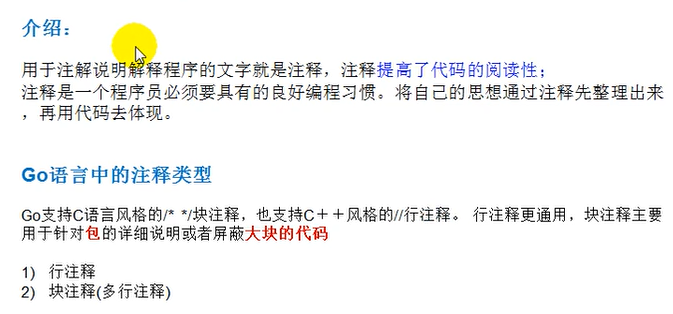 介绍：
用于注解说明解释程序的文字就是注释，注释提高了代码的阅读性；
注释是一个程序员必须要具有的良好编程习惯。将自己的思想通过注释先整理出来
，再用代码去体现。
Go语言中的注释类型
Go支持C语言风格的/* */块注释，也支持C＋＋风格的//行注释。 行注释更通用，块注释主要
用于针对包的详细说明或者屏蔽大块的代码
1) 行注释
2) 块注释(多行注释)